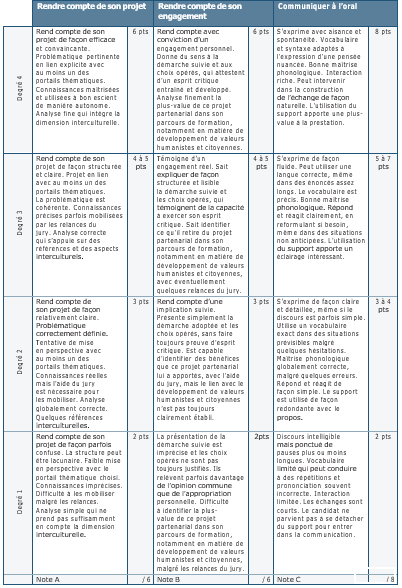 Rendre compte de son projet
Rendre compte de son
engagement
Communiquer à l'oral
Degré 4
Rend compte de son
projet de façon efficace
et convaincante.
Problématique pertinente
en lien explicite avec
au moins un des
portails thématiques.
Connaissances maîtrisées
et utilisées à bon escient
de manière autonome.
Analyse fine qui intègre la
dimension interculturelle.
6 pts
Rend compte avec
conviction d'un
engagement personnel.
Donne du sens à la
démarche suivie et aux
choix opérés, qui attestent
d'un esprit critique
entraîné et développé.
Analyse finement la
plus-value de ce projet
partenarial dans son
parcours de formation,
notamment en matière de
développement de valeurs
humanistes et citoyennes.
6 pts
S'exprime avec aisance et
spontanéité. Vocabulaire
et syntaxe adaptés à
l'expression d'une pensée
nuancée. Bonne maîtrise
phonologique. Interaction
riche. Peut intervenir
dans la construction
de l'échange de façon
naturelle. L'utilisation du
support apporte une plus-
value à la prestation.
8 pts
Degré 3
Rend compte de son
projet de façon structurée
et claire. Projet en lien
avec au moins un des
portails thématiques.
La problématique est
cohérente. Connaissances
précises parfois mobilisées
par les relances du
jury. Analyse correcte
qui s'appuie sur des
références et des aspects
interculturels.
4 à 5
pts
Témoigne d'un
engagement réel. Sait
expliquer de façon
structurée et lisible
la démarche suivie et
les choix opérés, qui
témoignent de la capacité
à exercer son esprit
critique. Sait identifier
ce qu'il retire du projet
partenarial dans son
parcours de formation,
notamment en matière de
développement de valeurs
humanistes et citoyennes,
avec éventuellement
quelques relances du jury.
4 à 5
pts
S'exprime de façon
fluide. Peut utiliser une
langue correcte, même
dans des énoncés assez
longs. Le vocabulaire est
précis. Bonne maîtrise
phonologique. Répond
et réagit clairement, en
reformulant si besoin,
même dans des situations
non anticipées. L'utilisation
du support apporte un
éclairage intéressant.
5 à 7
pts
Degré 2
Rend compte de
son projet de façon
relativement claire.
Problématique
correctement définie.
Tentative de mise
en perspective avec
au moins un des
portails thématiques.
Connaissances réelles
mais l'aide du jury
est nécessaire pour
les mobiliser. Analyse
globalement correcte.
Quelques références
interculturelles.
3 pts
Rend compte d'une
implication suivie.
Présente simplement la
démarche adoptée et les
choix opérés, sans faire
toujours preuve d'esprit
critique. Est capable
d'identifier des bénéfices
que ce projet partenarial
lui a apportés, avec l'aide
du jury, mais le lien avec le
développement de valeurs
humanistes et citoyennes
n'est pas toujours
clairement établi.
3 pts
S'exprime de façon claire
et détaillée, même si le
discours est parfois simple.
Utilise un vocabulaire
exact dans des situations
prévisibles malgré
quelques hésitations.
Maîtrise phonologique
globalement correcte,
malgré quelques erreurs.
Répond et réagit de
façon simple. Le support
est utilisé de façon
redondante avec le
propos.
3 à 4
pts
Degré 1
Rend compte de son
projet de façon parfois
confuse. La structure peut
être lacunaire. Faible mise
en perspective avec le
portail thématique choisi.
Connaissances imprécises.
Difficulté à les mobiliser
malgré les relances.
Analyse simple qui ne
prend pas suffisamment
en compte la dimension
interculturelle.
2 pts
La présentation de la
démarche suivie est
imprécise et les choix
opérés ne sont pas
toujours justifiés. Ils
relèvent parfois davantage
de l'opinion commune
que de l'appropriation
personnelle. Difficulté
à identifier la plus-
value de ce projet
partenarial dans son
parcours de formation,
notamment en matière de
développement de valeurs
humanistes et citoyennes,
malgré les relances du jury.
2pts
Discours intelligible
mais ponctué de
pauses plus ou moins
longues. Vocabulaire
limité qui peut conduire
à des répétitions et
prononciation souvent
incorrecte. Interaction
limitée. Les échanges sont
courts. Le candidat ne
parvient pas à se détacher
du support pour entrer
dans la communication.
2 pts
Note A
/ 6
Note B
/ 6
Note C
/ 8